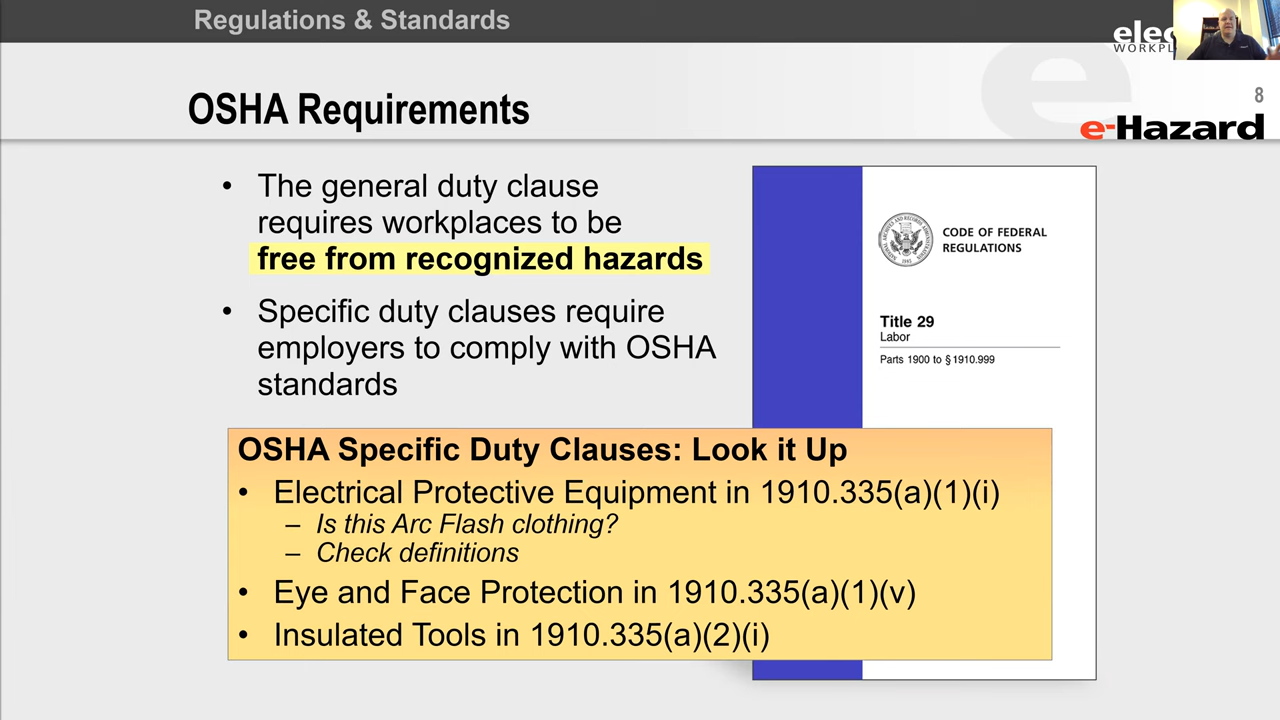 Regulations & Standards
elec
WORKPL
OSHA Requirements
8
e-Hazard
• The general duty clause
requires workplaces to be
free from recognized hazards
• Specific duty clauses require
employers to comply with OSHA
standards
CODE OF FEDERAL
REGULATIONS
Title 29
Labor
Parts 1900 to § 1910.999
OSHA Specific Duty Clauses: Look it Up
• Electrical Protective Equipment in 1910.335(a)(1)(i)
– Is this Arc Flash clothing?
– Check definitions
• Eye and Face Protection in 1910.335(a)(1)(v)
• Insulated Tools in 1910.335(a)(2)(i)